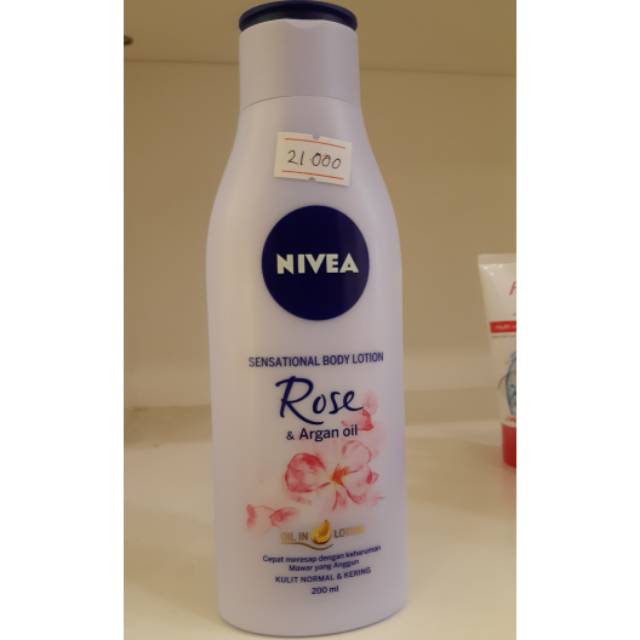 21.000
NIVEA
SENSATIONAL BODY LOTION
Rose
& Argan oil
OIL IN LOTION
Cepat meresap dengan keharuman
Mawar yang Anggun
KULIT NORMAL & KERING
200 ml